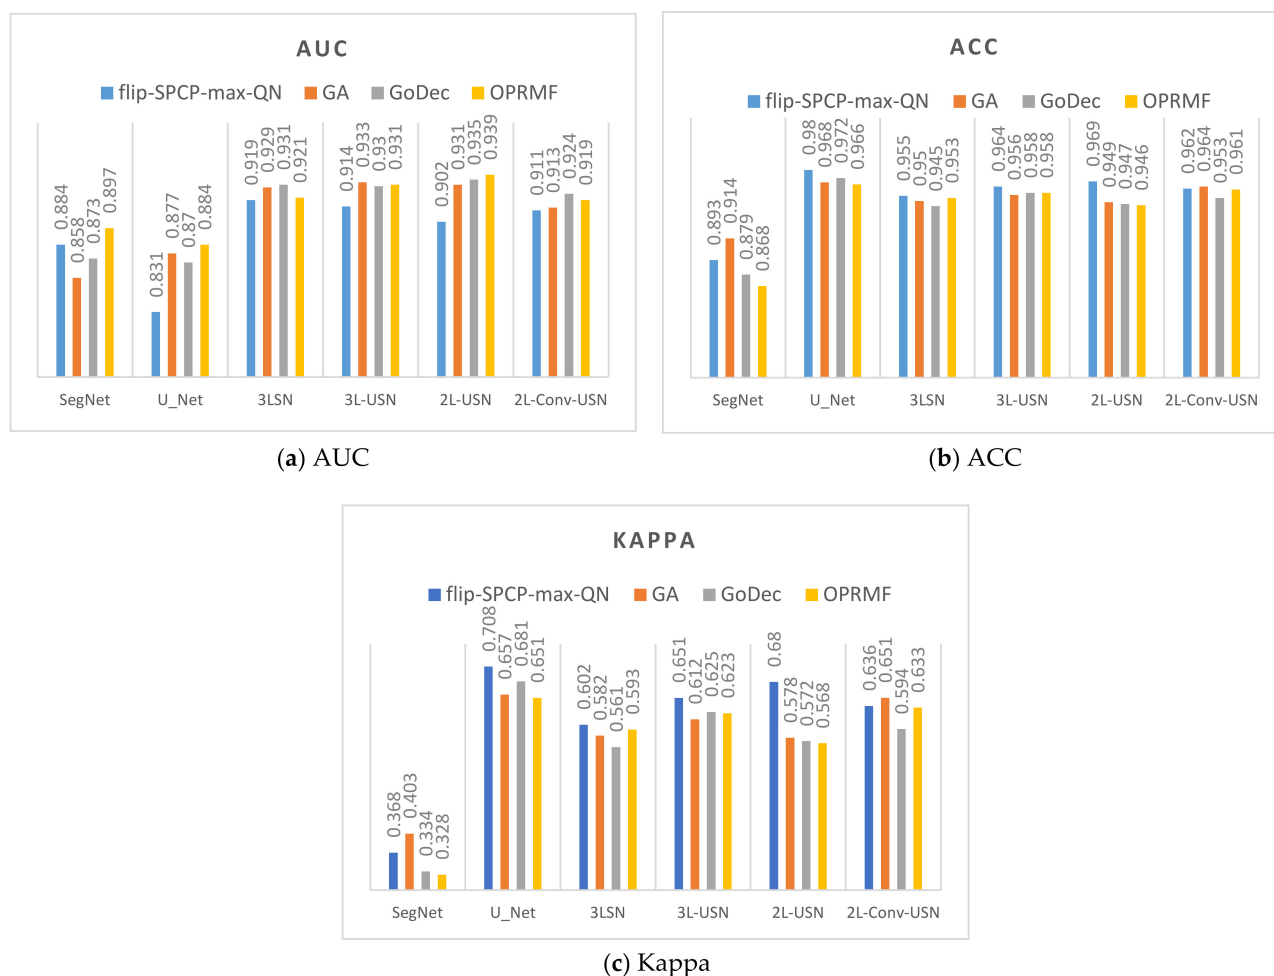 AUC
flip-SPCP-max-QN GA GoDec OPRMF
0.884 0.858 0.873 0.897 0.831 0.877 0.87 0.884 0.919 0.929 0.931 0.921 0.914 0.933 0.93 0.931 0.902 0.931 0.935 0.939 0.911 0.913 0.924 0.919
SegNet U_Net 3LSN 3L-USN 2L-USN 2L-Conv-USN
(a) AUC
ACC
flip-SPCP-max-QN GA GoDec OPRMF
0.893 0.914 0.879 0.868 0.98 0.968 0.972 0.966 0.955 0.95 0.945 0.953 0.964 0.956 0.958 0.958 0.969 0.949 0.947 0.946 0.962 0.964 0.953 0.961
SegNet U_Net 3LSN 3L-USN 2L-USN 2L-Conv-USN
(b) ACC
KAPPA
flip-SPCP-max-QN GA GoDec OPRMF
0.368 0.403 0.334 0.328 0.708 0.657 0.681 0.651 0.602 0.582 0.561 0.593 0.651 0.612 0.625 0.623 0.68 0.578 0.572 0.568 0.636 0.651 0.594 0.633
SegNet U_Net 3LSN 3L-USN 2L-USN 2L-Conv-USN
(c) Kappa